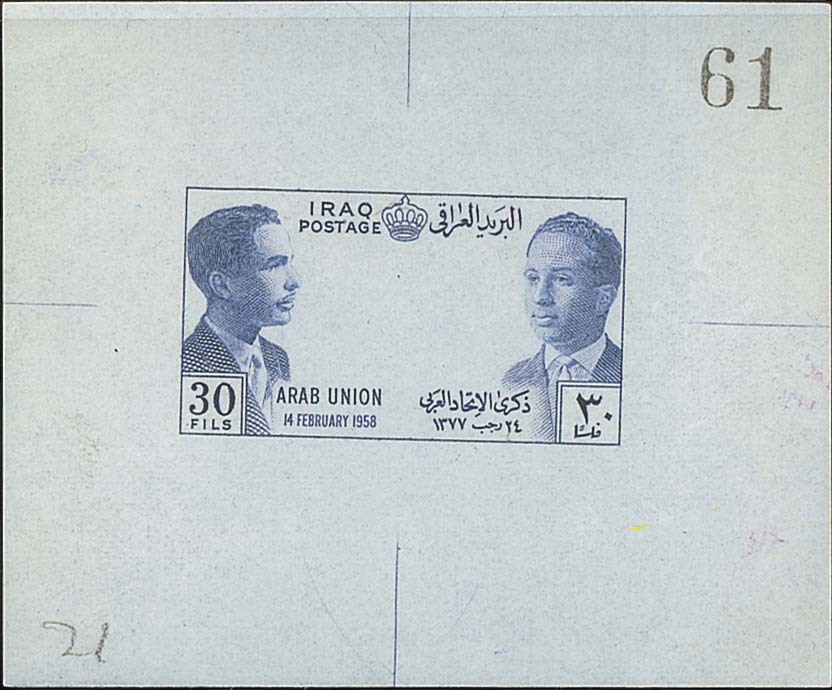 61
IRAQ
POSTAGE
البريد العراقي
30
FILS
ARAB UNION
14 FEBRUARY 1958
ذكرى الاتحاد العربي
٢٤ رجب ١٣٧٧
٣٠
فلسًا
21